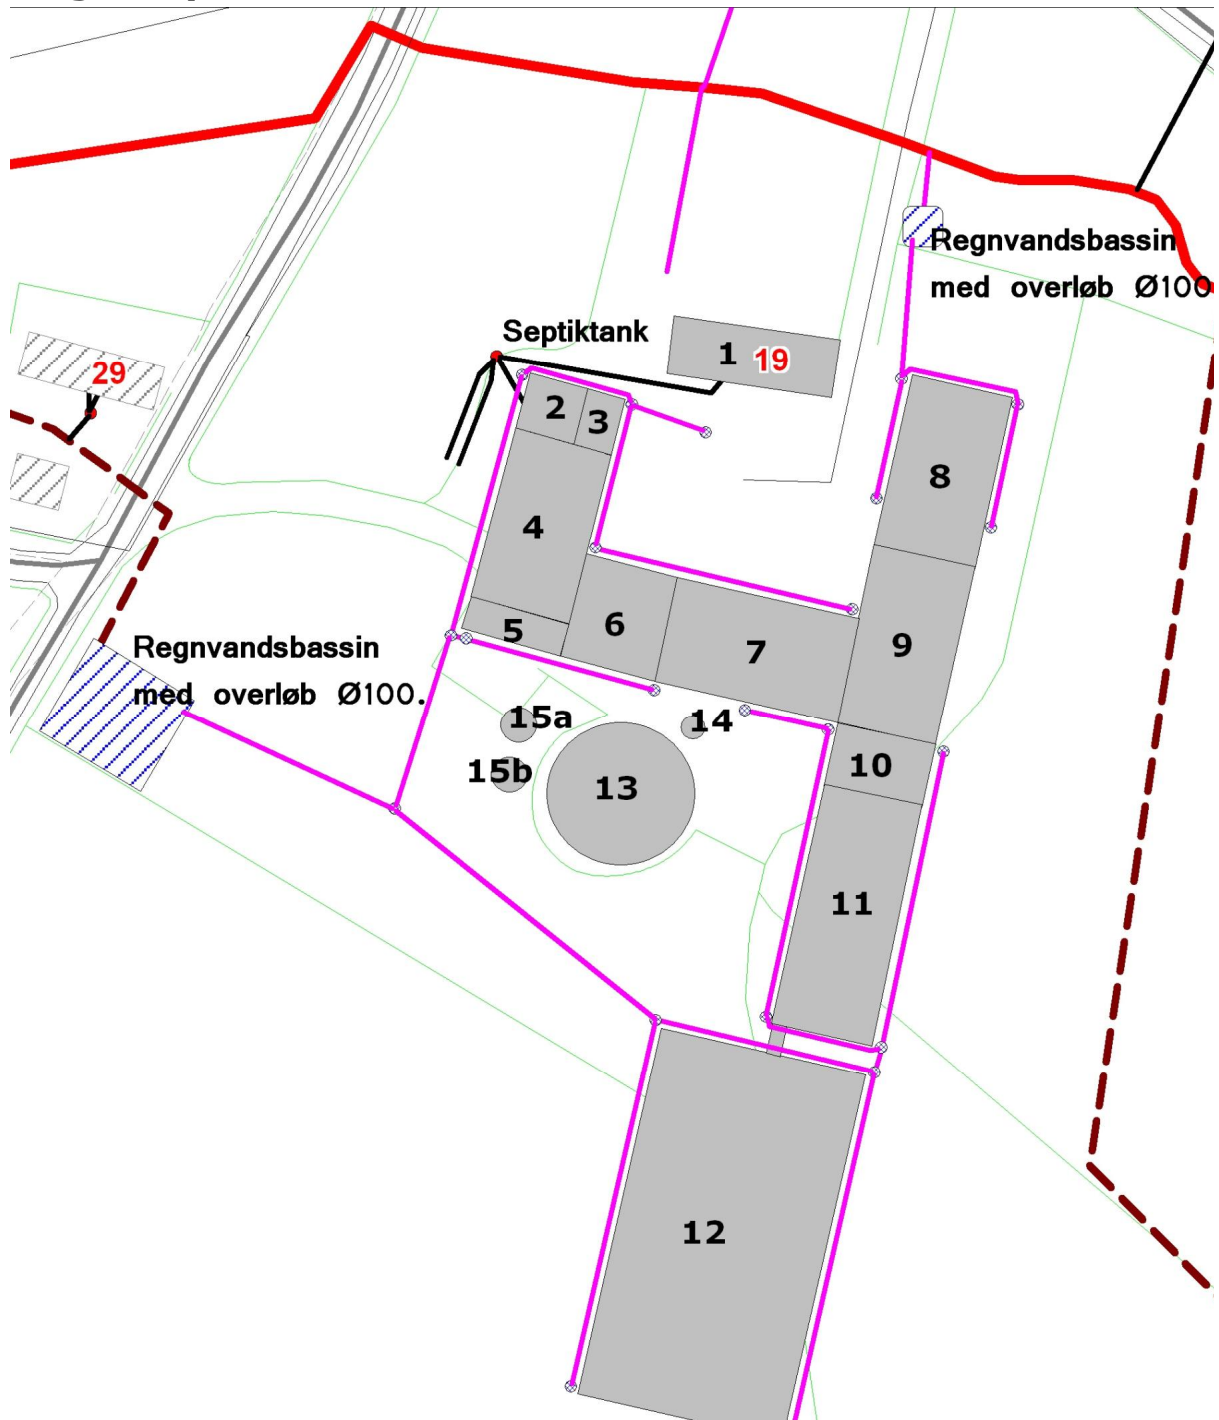 Regnvandsbassin
med overløb Ø100
Septiktank
1 19
29
2
3
8
4
5
6
7
9
Regnvandsbassin
med overløb Ø100.
15a
14
15b
13
10
11
12